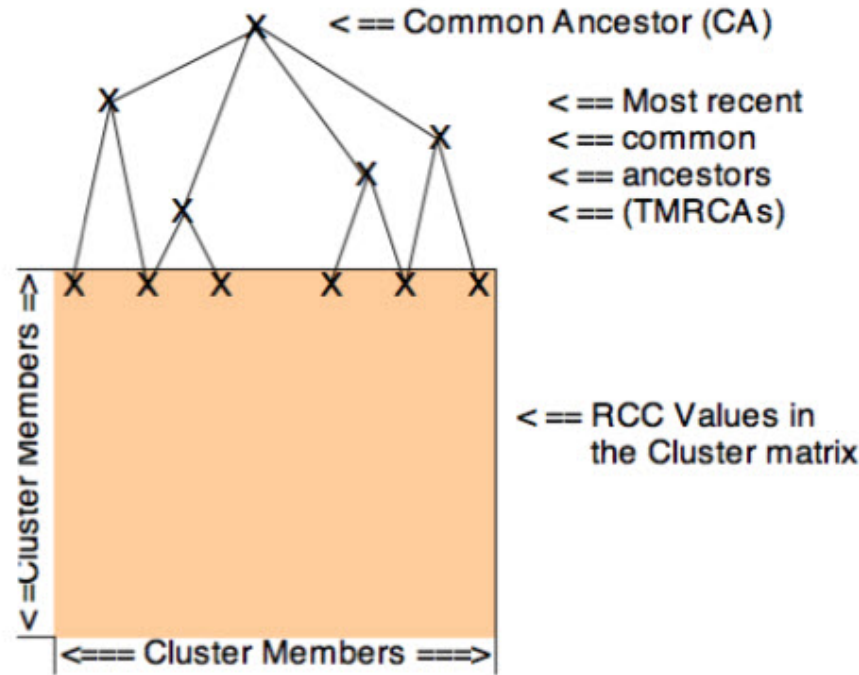 X < == Common Ancestor (CA)
X < == Most recent
X < == common
X < == ancestors
X < == (TMRCAs)
X X X X X X
< =Cluster Members =>
< == RCC Values in
the Cluster matrix
<=== Cluster Members ===>